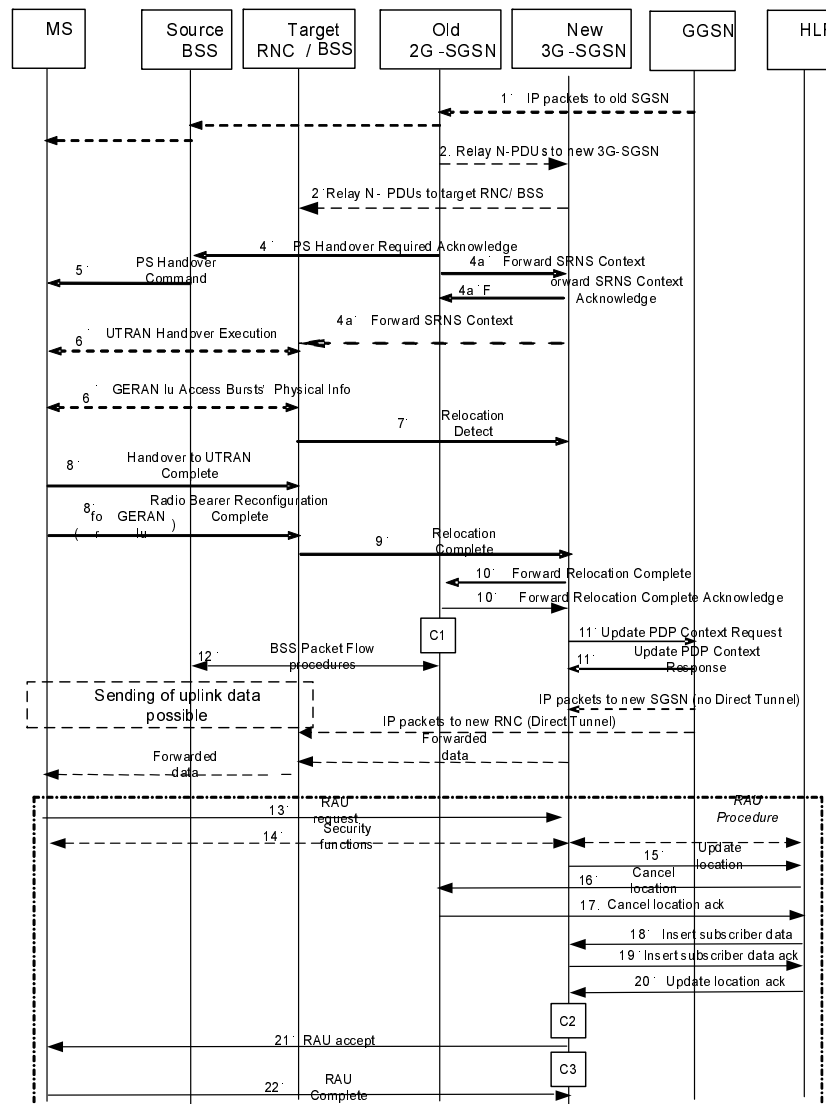 MS
Source
BSS
Target
RNC / BSS
Old
2G -SGSN
New
3G -SGSN
GGSN
HLR
1. IP packets to old SGSN
2. Relay N-PDUs to new 3G-SGSN
2. Relay N - PDUs to target RNC/ BSS
4. PS Handover Required Acknowledge
5. PS Handover
Command
4a. Forward SRNS Context
4a. F orward SRNS Context
Acknowledge
4a. Forward SRNS Context
6. UTRAN Handover Execution
6. GERAN Iu Access Bursts' Physical Info
7. Relocation
Detect
8. Handover to UTRAN
Complete
8. Radio Bearer Reconfiguration
Complete
(fo r GERAN Iu )
9. Relocation
Complete
10. Forward Relocation Complete
10. Forward Relocation Complete Acknowledge
C1
11. Update PDP Context Request
11. Update PDP Context
Response
12. BSS Packet Flow
procedures
Sending of uplink data
possible
IP packets to new SGSN (no Direct Tunnel)
IP packets to new RNC (Direct Tunnel)
Forwarded
data
Forwarded
data
RAU
Procedure
13. RAU
request
14. Security
functions
15. Update
location
16. Cancel
location
17. Cancel location ack
18. Insert subscriber data
19. Insert subscriber data ack
20. Update location ack
C2
21. RAU accept
C3
22. RAU
Complete